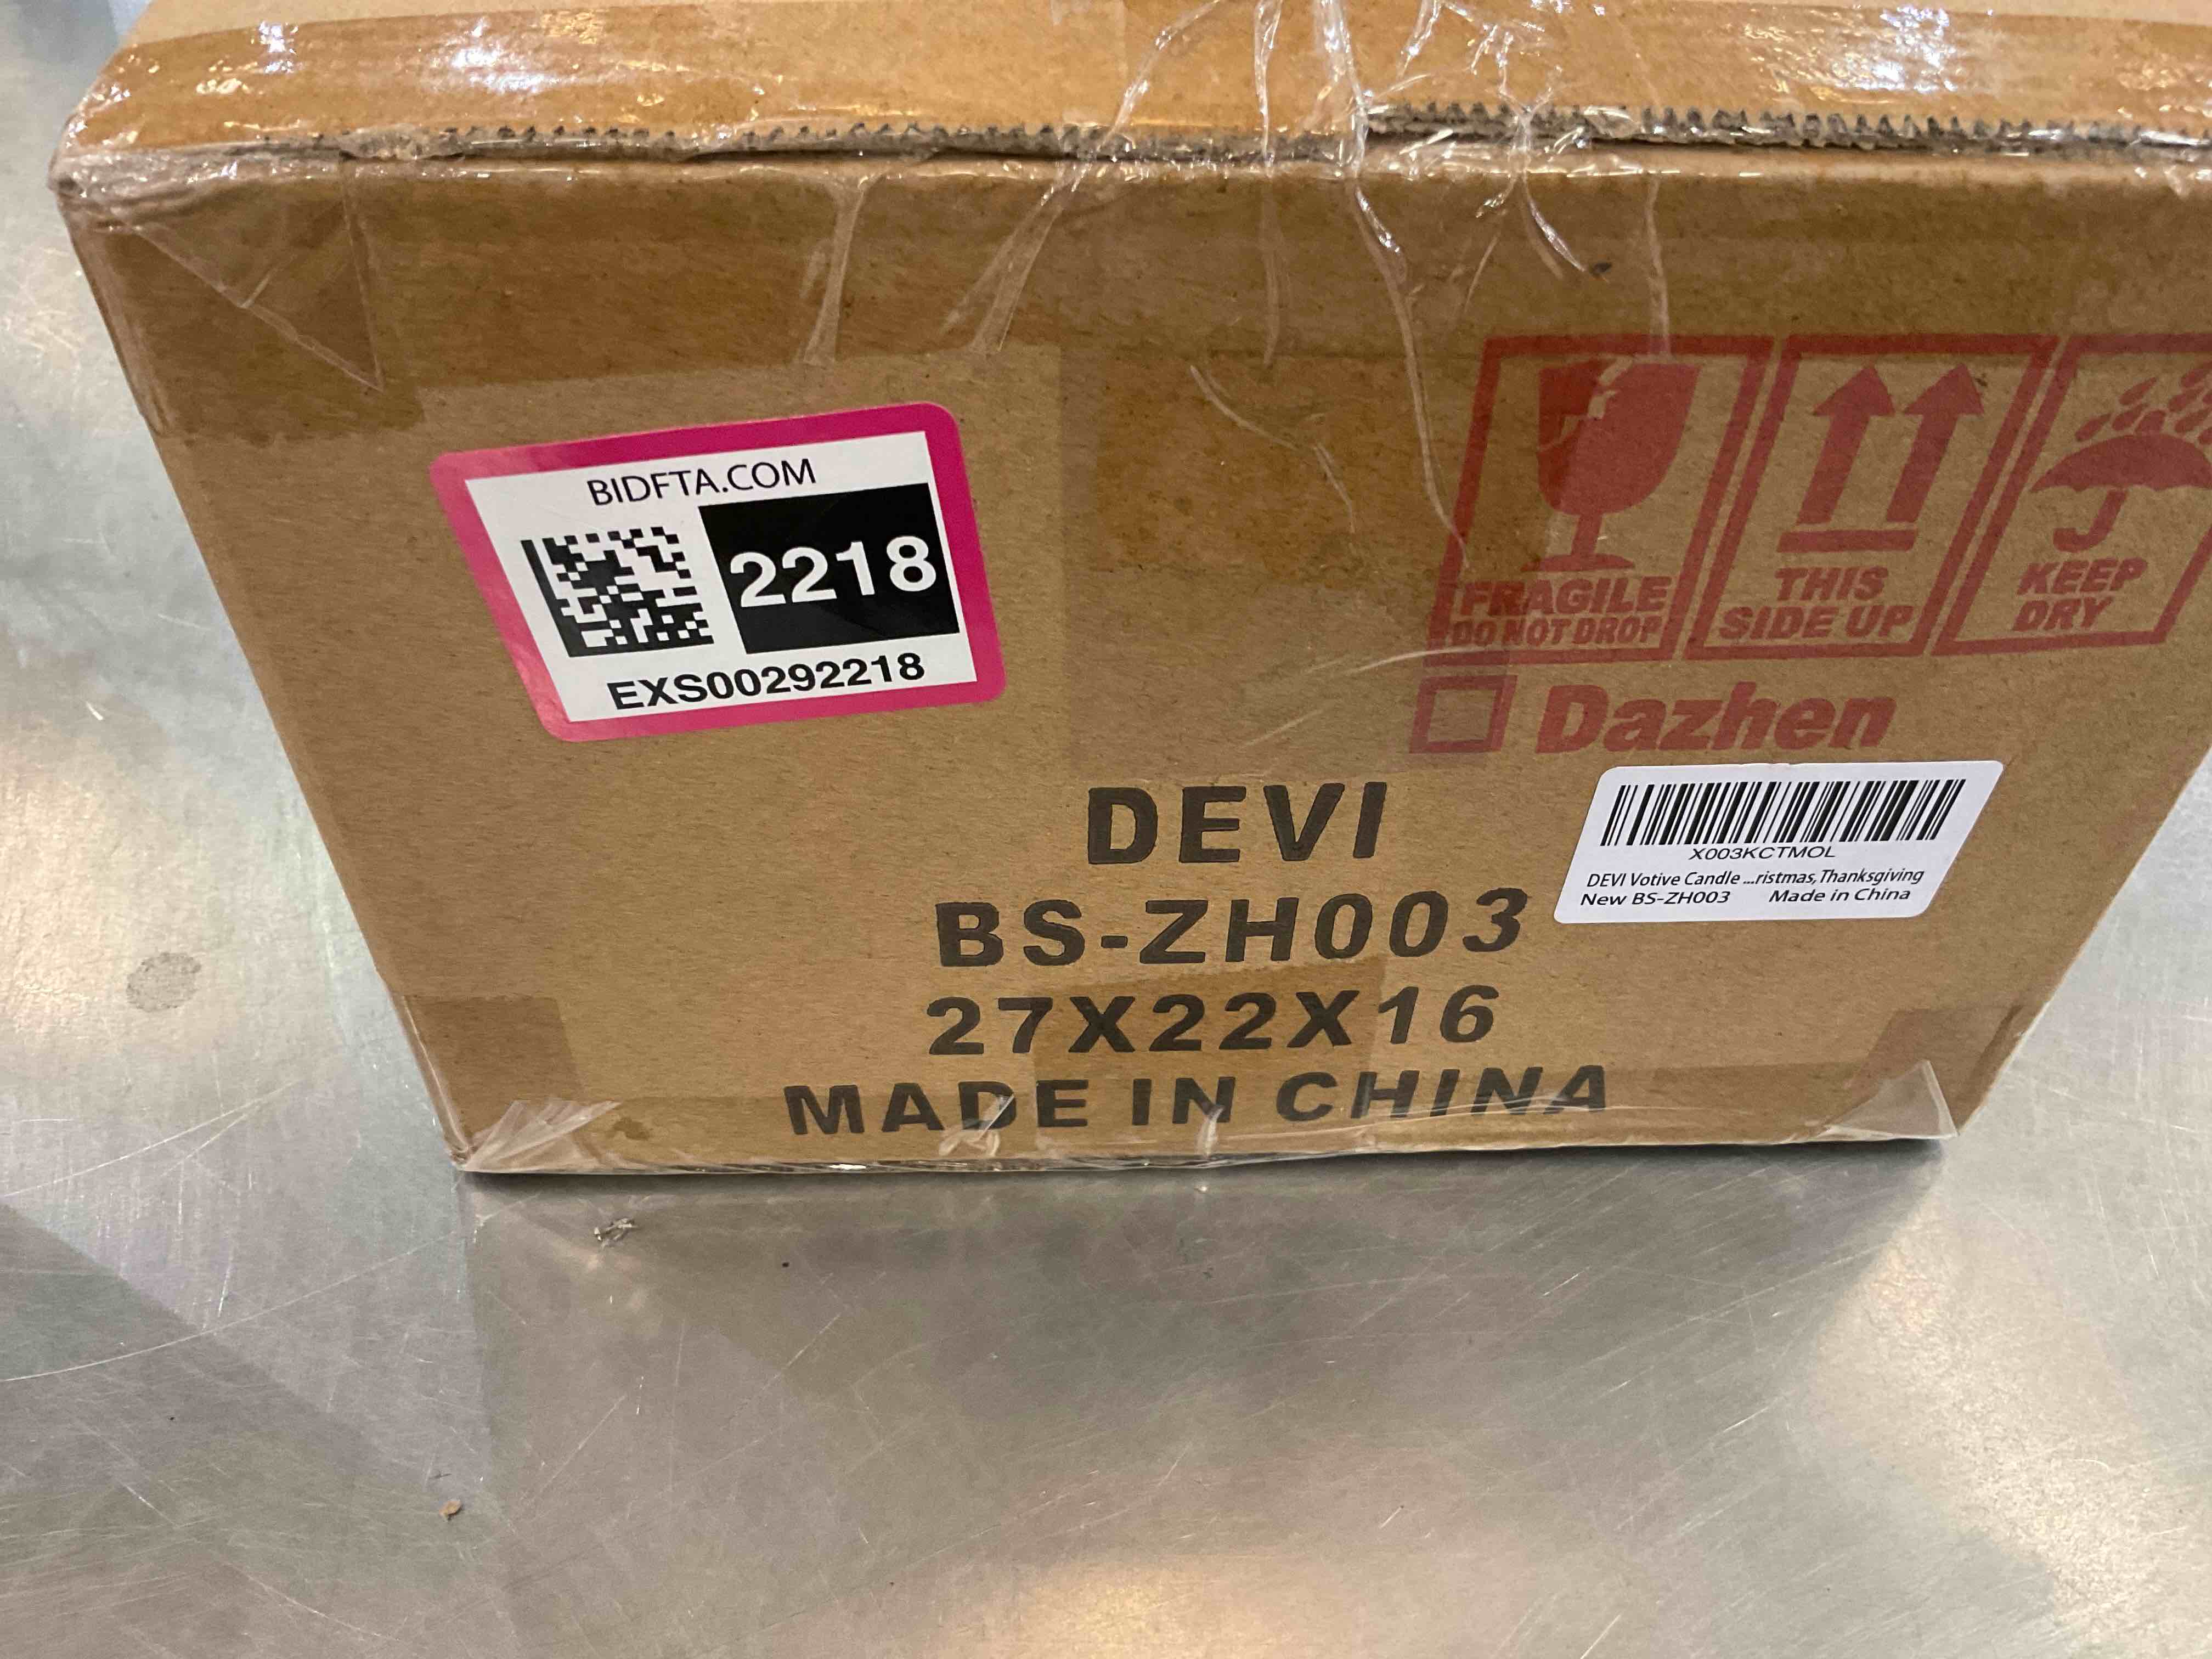 BIDFTA.COM
2218
EXS00292218
FRAGILE
DO NOT DROP
THIS
SIDE UP
KEEP
DRY
Dazhen
DEVI
BS-ZH003
27X22X16
MADE IN CHINA
X003KCTMOL
DEVI Votive Candle ...ristmas,Thanksgiving
New BS-ZH003 Made in China